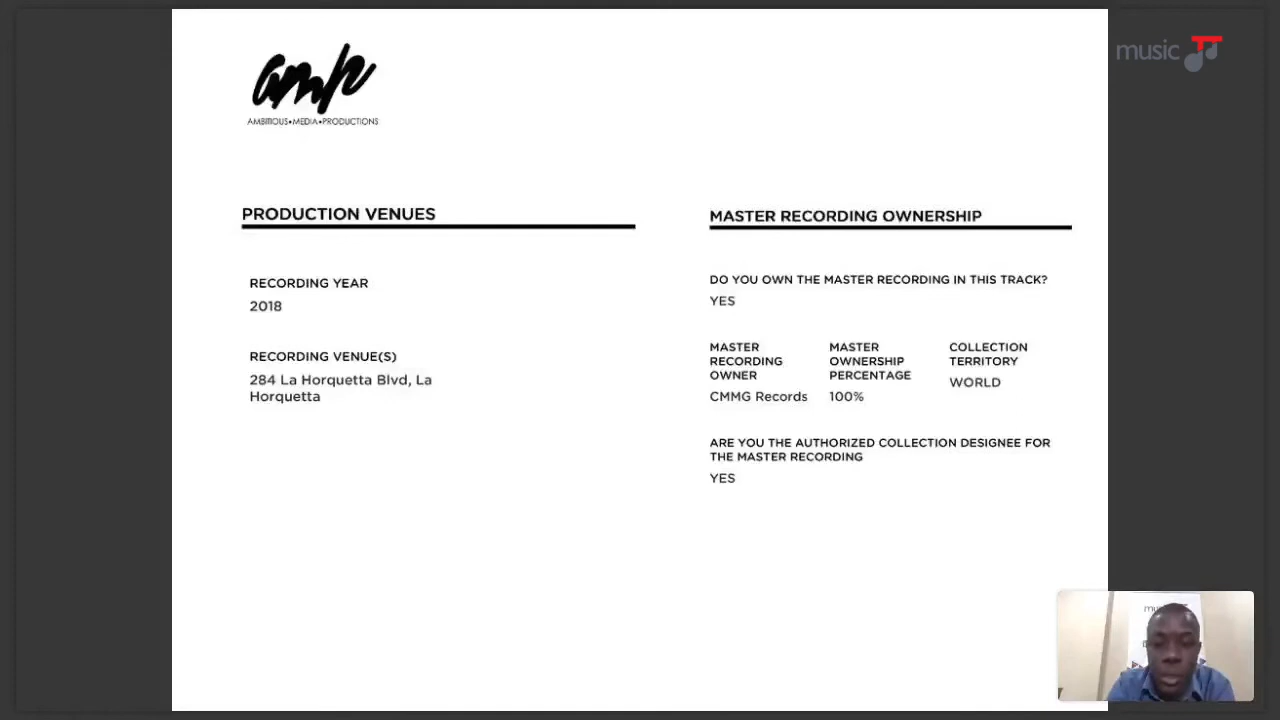 music TT
amp
AMBITIOUS•MEDIA•PRODUCTIONS
PRODUCTION VENUES
RECORDING YEAR
2018
RECORDING VENUE(S)
284 La Horquetta Blvd, La
Horquetta
MASTER RECORDING OWNERSHIP
DO YOU OWN THE MASTER RECORDING IN THIS TRACK?
YES
MASTER
RECORDING
OWNER
CMMG Records
MASTER
OWNERSHIP
PERCENTAGE
100%
COLLECTION
TERRITORY
WORLD
ARE YOU THE AUTHORIZED COLLECTION DESIGNEE FOR
THE MASTER RECORDING
YES